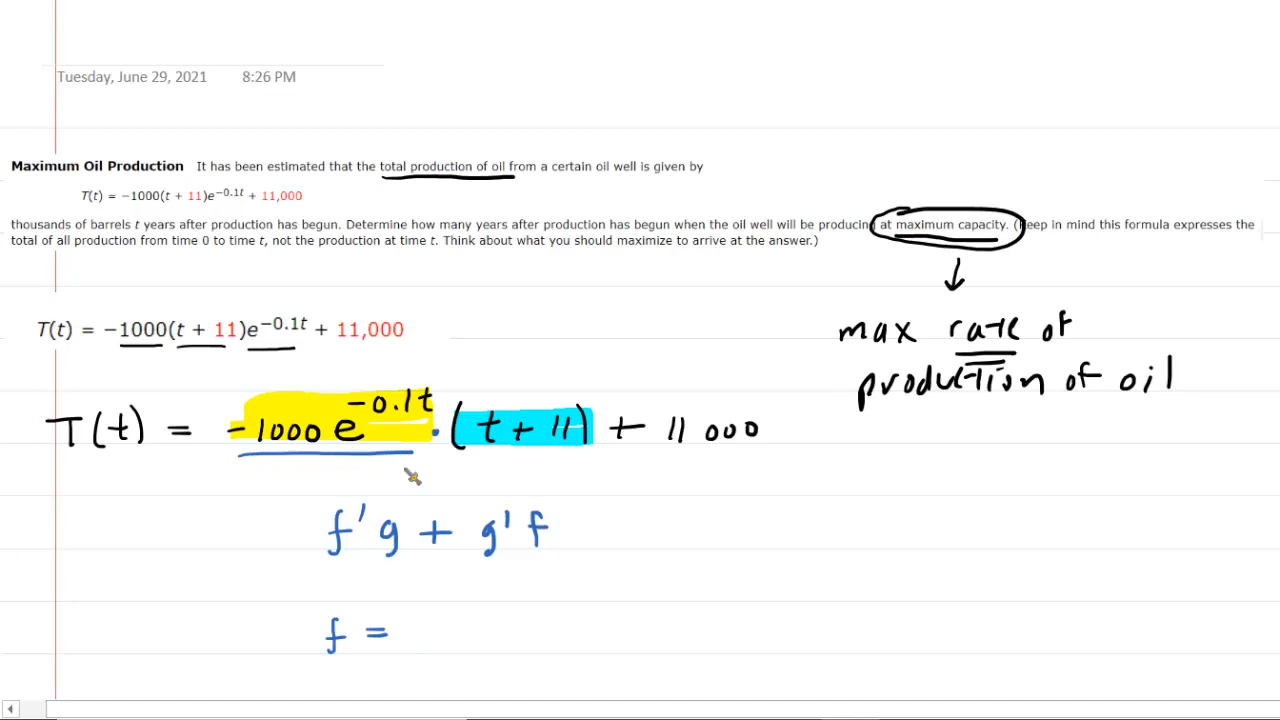 Tuesday, June 29, 2021 8:26 PM
Maximum Oil Production It has been estimated that the total production of oil from a certain oil well is given by
T(t) = −1000(t + 11)e^−0.1t + 11,000
thousands of barrels t years after production has begun. Determine how many years after production has begun when the oil well will be producing at maximum capacity. (Keep in mind this formula expresses the
total of all production from time 0 to time t, not the production at time t. Think about what you should maximize to arrive at the answer.)
T(t) = −1000(t + 11)e^−0.1t + 11,000
max rate of
production of oil
T(t) = -1000 e^-0.1t · (t + 11) + 11 000
f'g + g'f
f =